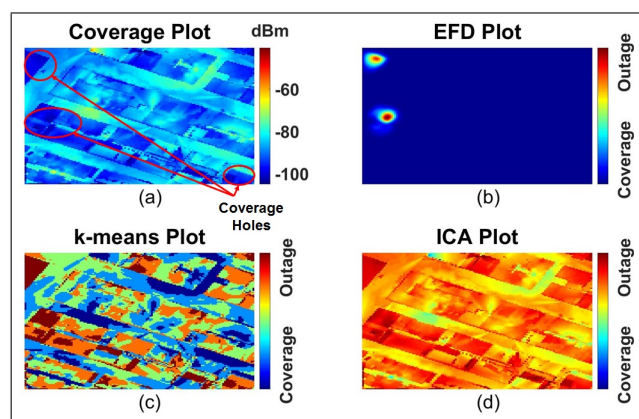 Coverage Plot
dBm
-60
-80
-100
(a)
Coverage
Holes
EFD Plot
Outage
Coverage
(b)
k-means Plot
Outage
Coverage
(c)
ICA Plot
Outage
Coverage
(d)